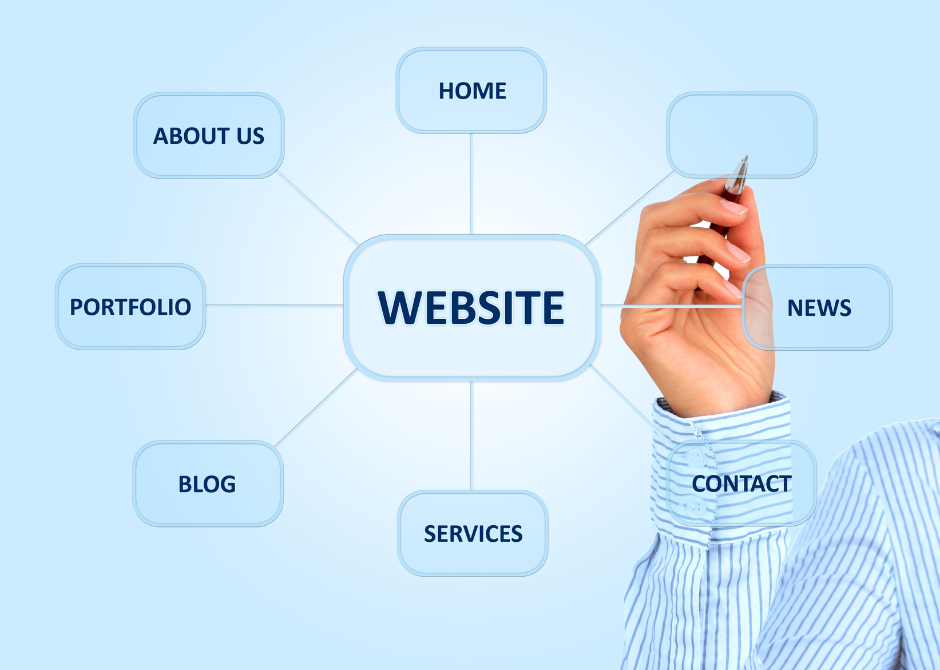 HOME
ABOUT US
WEBSITE
PORTFOLIO
NEWS
BLOG
CONTACT
SERVICES